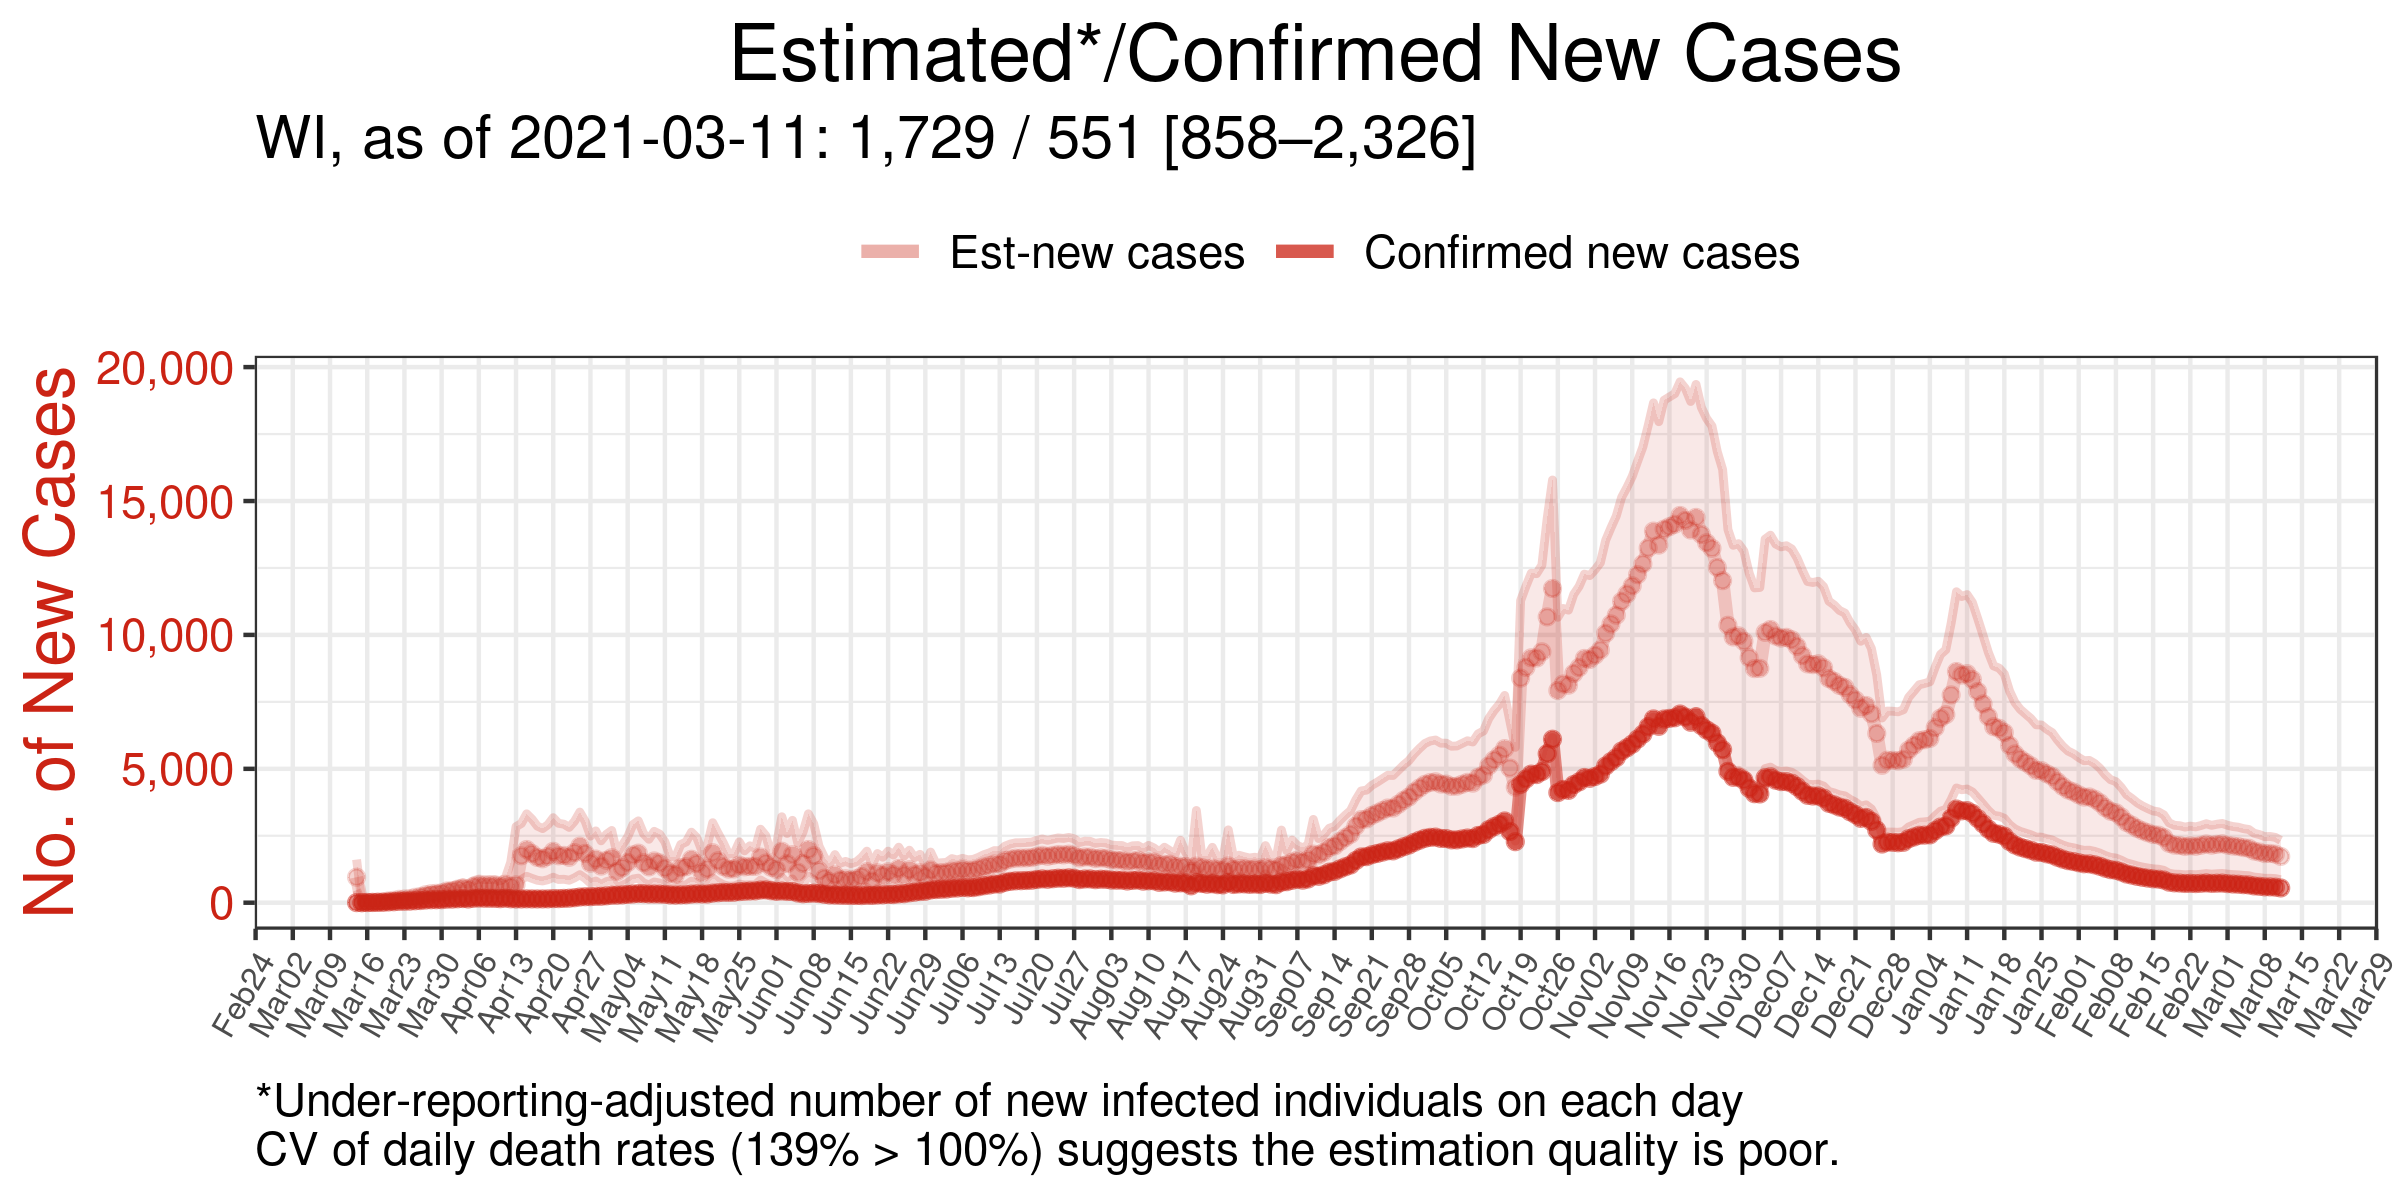 Estimated*/Confirmed New Cases
WI, as of 2021-03-11: 1,729 / 551 [858–2,326]
Est-new cases Confirmed new cases
No. of New Cases
20,000
15,000
10,000
5,000
0
Feb24 Mar02 Mar09 Mar16 Mar23 Mar30 Apr06 Apr13 Apr20 Apr27 May04 May11 May18 May25 Jun01 Jun08 Jun15 Jun22 Jun29 Jul06 Jul13 Jul20 Jul27 Aug03 Aug10 Aug17 Aug24 Aug31 Sep07 Sep14 Sep21 Sep28 Oct05 Oct12 Oct19 Oct26 Nov02 Nov09 Nov16 Nov23 Nov30 Dec07 Dec14 Dec21 Dec28 Jan04 Jan11 Jan18 Jan25 Feb01 Feb08 Feb15 Feb22 Mar01 Mar08 Mar15 Mar22 Mar29
*Under-reporting-adjusted number of new infected individuals on each day
CV of daily death rates (139% > 100%) suggests the estimation quality is poor.